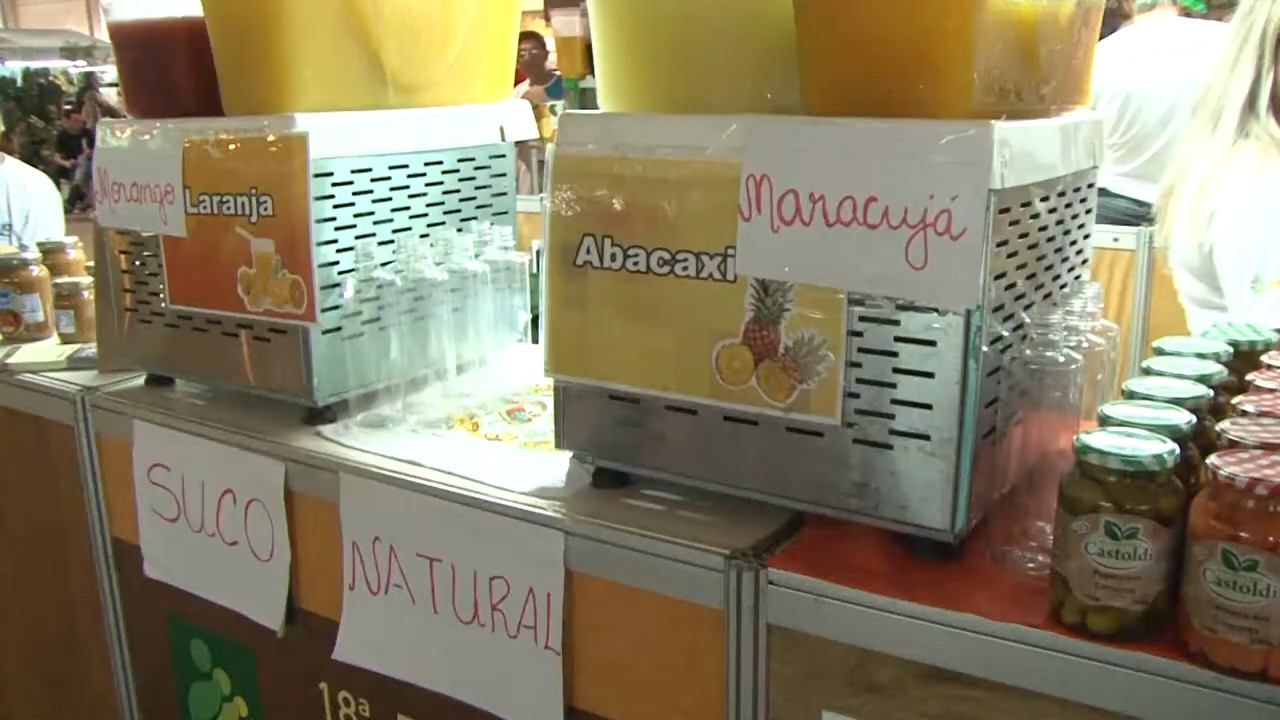 Morango
Laranja
Abacaxi
Maracujá
SUCO
NATURAL
18ª
Castoldi
Castoldi